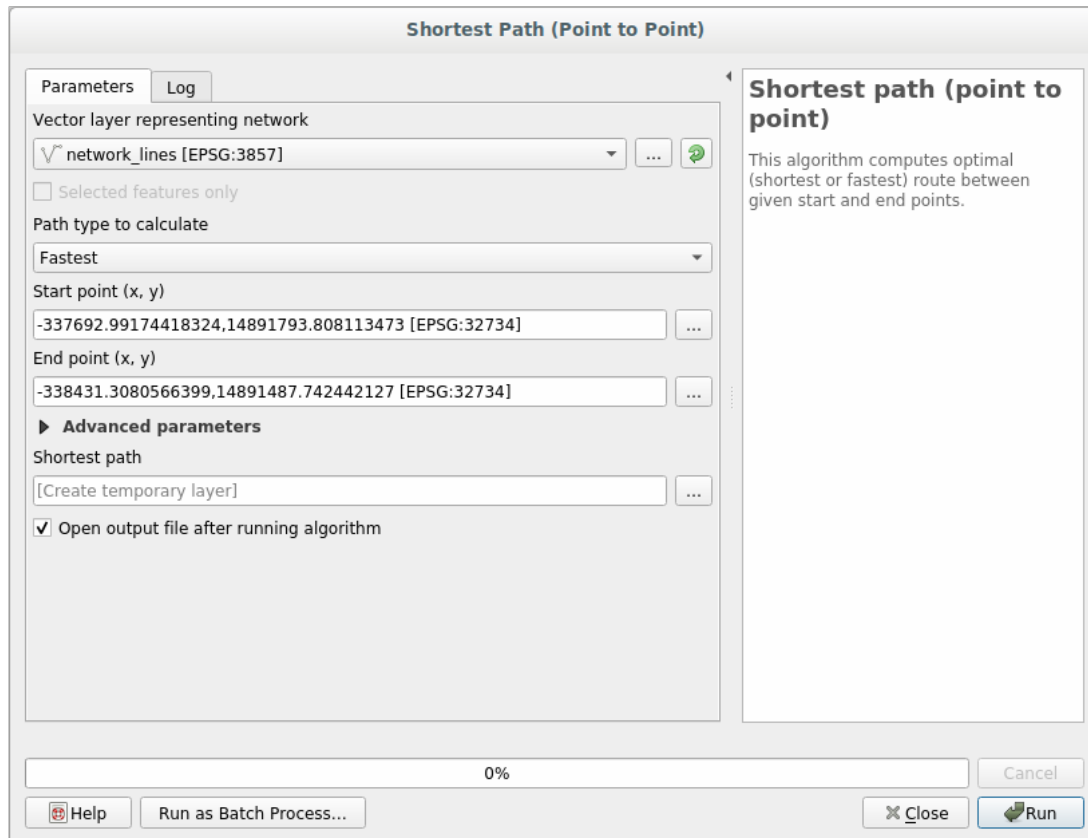 Shortest Path (Point to Point)
Parameters
Log
Vector layer representing network
network_lines [EPSG:3857]
...
Selected features only
Path type to calculate
Fastest
Start point (x, y)
-337692.99174418324,14891793.808113473 [EPSG:32734]
...
End point (x, y)
-338431.3080566399,14891487.742442127 [EPSG:32734]
...
Advanced parameters
Shortest path
[Create temporary layer]
...
Open output file after running algorithm
Shortest path (point to
point)
This algorithm computes optimal
(shortest or fastest) route between
given start and end points.
0%
Cancel
Help
Run as Batch Process...
Close
Run